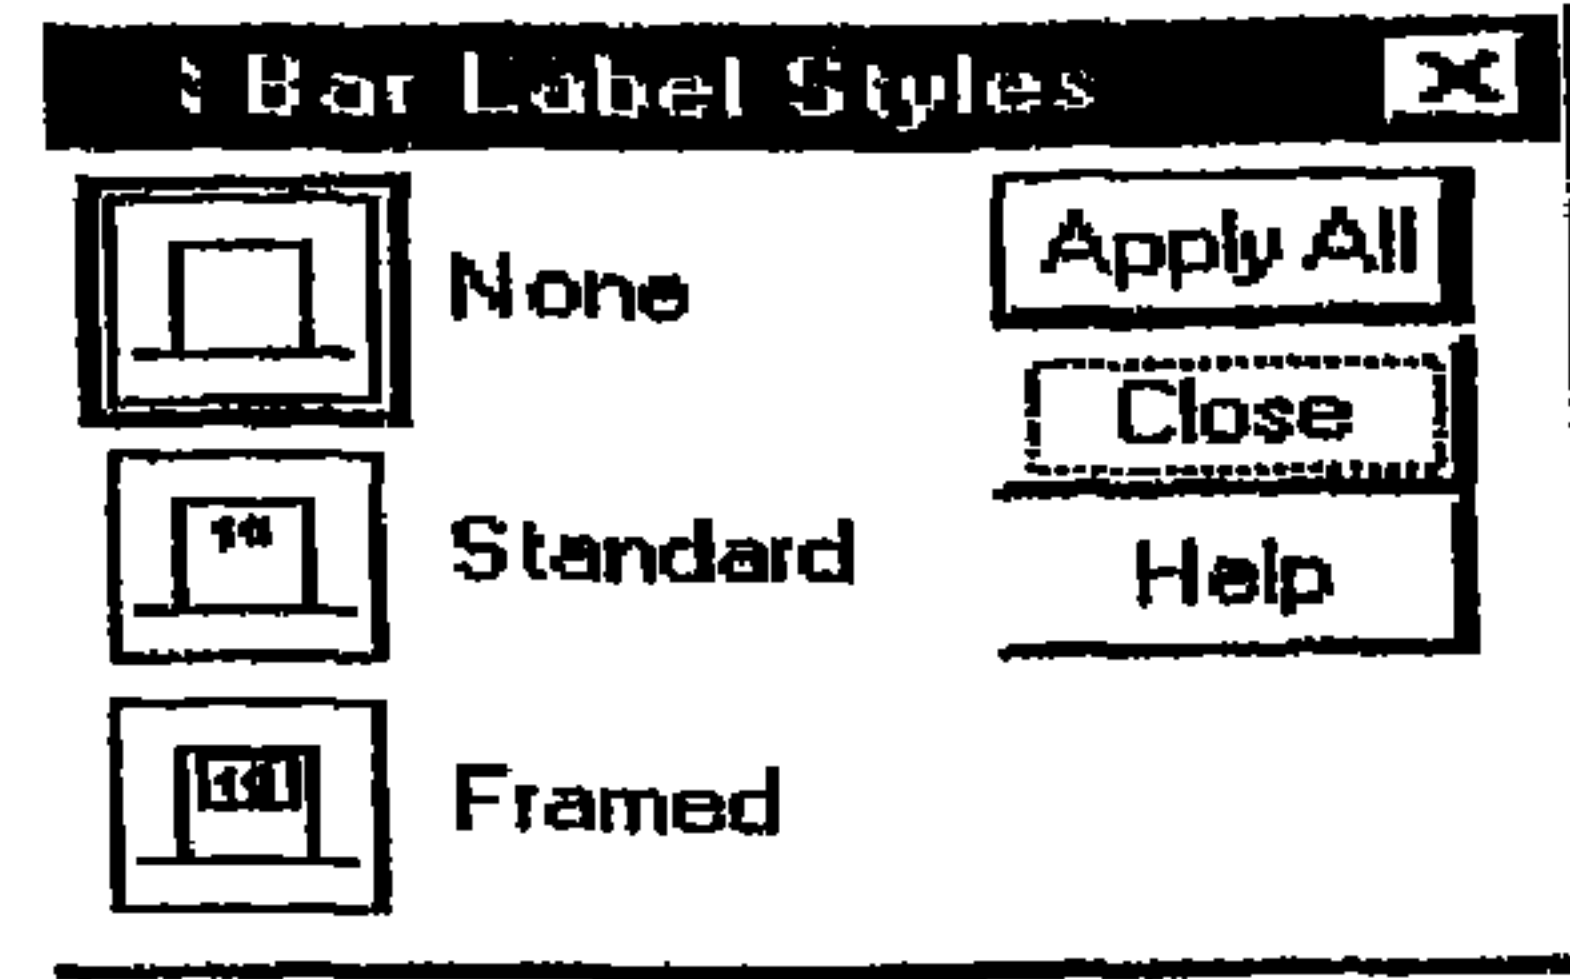 Bar Label Styles
None
Apply All
Close
Standard
Help
Framed